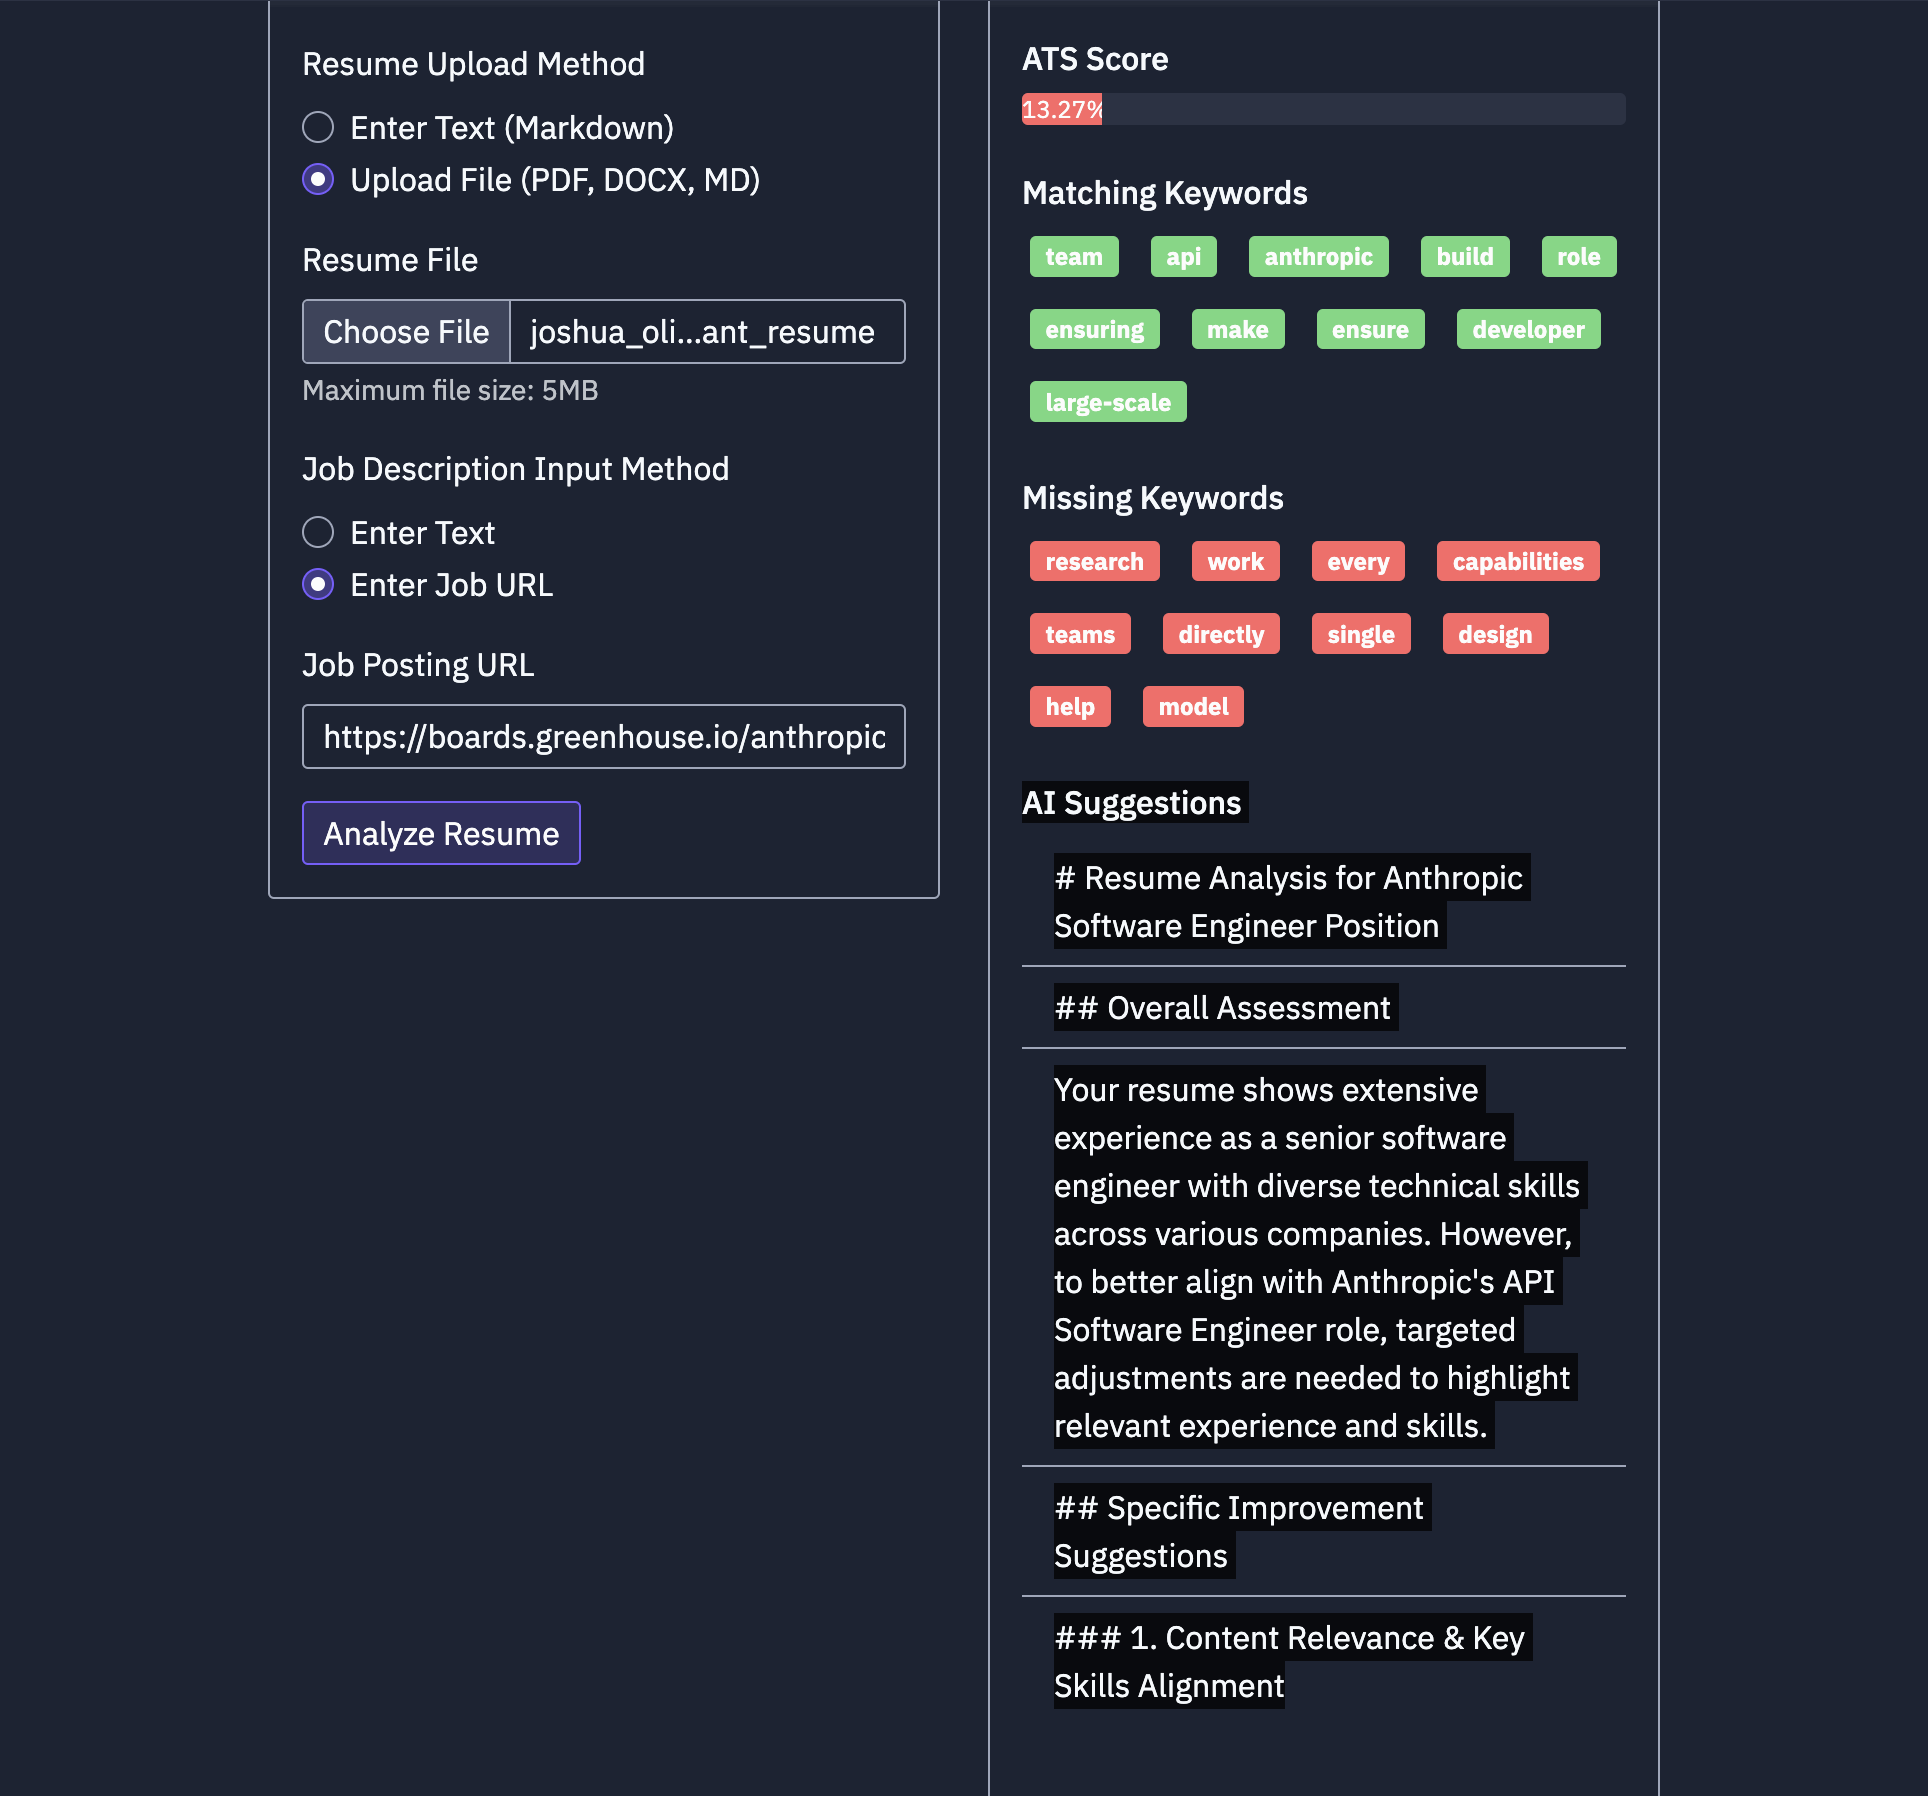 Resume Upload Method
Enter Text (Markdown)
Upload File (PDF, DOCX, MD)
Resume File
Choose File joshua_oli...ant_resume
Maximum file size: 5MB
Job Description Input Method
Enter Text
Enter Job URL
Job Posting URL
https://boards.greenhouse.io/anthropic
Analyze Resume
ATS Score
13.27%
Matching Keywords
team api anthropic build role
ensuring make ensure developer
large-scale
Missing Keywords
research work every capabilities
teams directly single design
help model
AI Suggestions
# Resume Analysis for Anthropic
Software Engineer Position
## Overall Assessment
Your resume shows extensive
experience as a senior software
engineer with diverse technical skills
across various companies. However,
to better align with Anthropic's API
Software Engineer role, targeted
adjustments are needed to highlight
relevant experience and skills.
## Specific Improvement
Suggestions
### 1. Content Relevance & Key
Skills Alignment